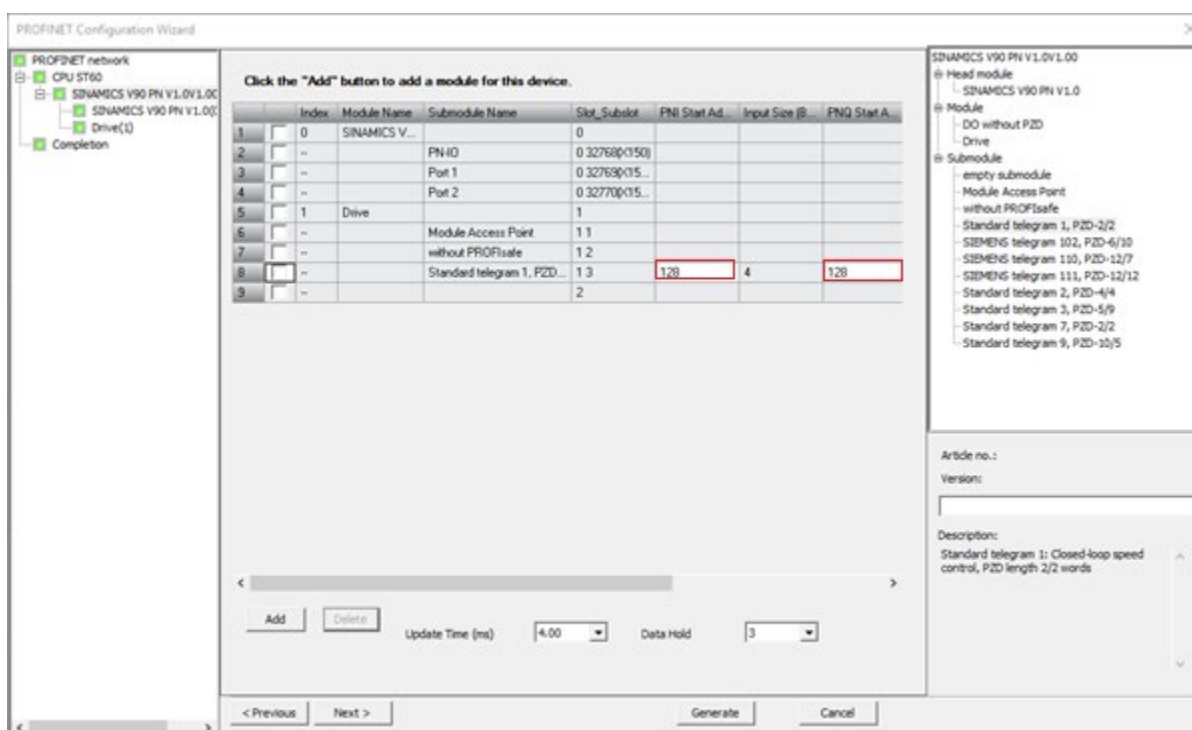 PROFINET Configuration Wizard
PROFINET network
CPU ST60
SINAMICS V90 PN V1.0V1.00
SINAMICS V90 PN V1.0(0
Drive(1)
Completion
Click the "Add" button to add a module for this device.
Index Module Name Submodule Name Slot_Subslot PNI Start Ad... Input Size (B... PNQ Start A...
1 0 SINAMICS V... 0
2 -- PN-IO 0 32768(X150)
3 -- Port 1 0 32769(X15...
4 -- Port 2 0 32770(X15...
5 1 Drive 1
6 -- Module Access Point 1 1
7 -- without PROFIsafe 1 2
8 -- Standard telegram 1, PZD... 1 3 128 4 128
9 -- 2
Add Delete Update Time (ms) 4.00 Data Hold 3
< Previous Next > Generate Cancel
SINAMICS V90 PN V1.0V1.00
Head module
SINAMICS V90 PN V1.0
Module
DO without PZD
Drive
Submodule
empty submodule
Module Access Point
without PROFIsafe
Standard telegram 1, PZD-2/2
SIEMENS telegram 102, PZD-6/10
SIEMENS telegram 110, PZD-12/7
SIEMENS telegram 111, PZD-12/12
Standard telegram 2, PZD-4/4
Standard telegram 3, PZD-5/9
Standard telegram 7, PZD-2/2
Standard telegram 9, PZD-10/5
Article no.:
Version:
Description:
Standard telegram 1: Closed-loop speed
control, PZD length 2/2 words